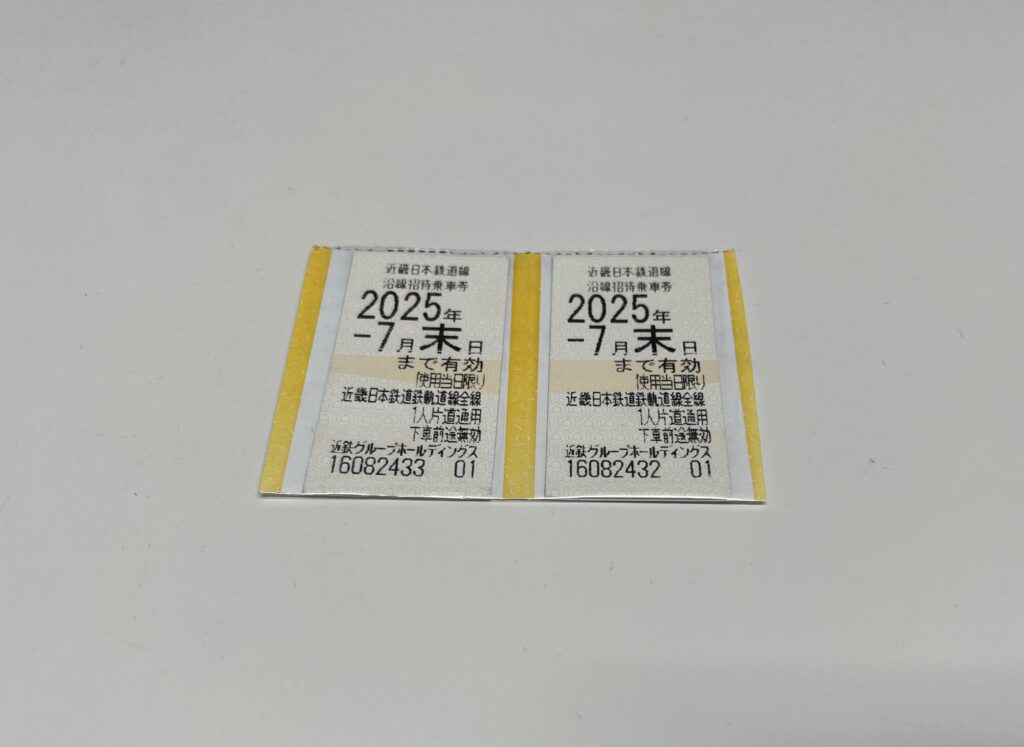 近畿日本鉄道線
沿線招待乗車券
2025年
-7月末日
まで有効
使用当日限り
近畿日本鉄道鉄軌道線全線
1人片道通用
下車前途無効
近鉄グループホールディングス
16082433 01
近畿日本鉄道線
沿線招待乗車券
2025年
-7月末日
まで有効
使用当日限り
近畿日本鉄道鉄軌道線全線
1人片道通用
下車前途無効
近鉄グループホールディングス
16082432 01